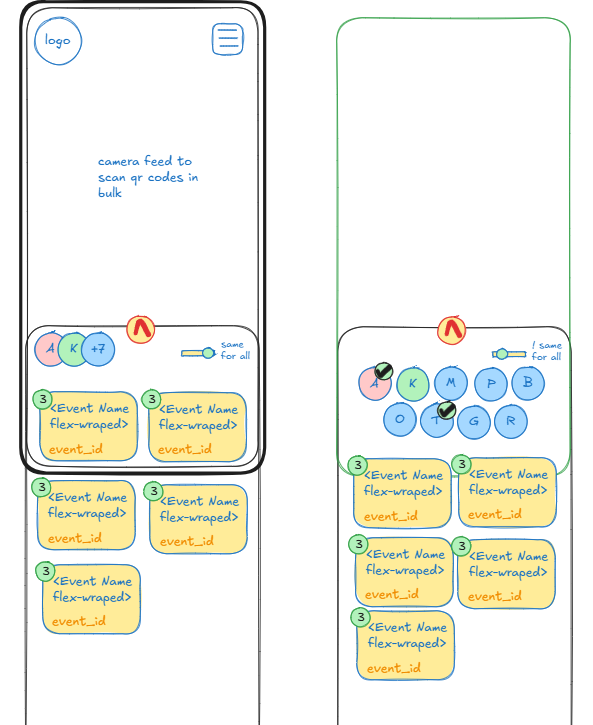 logo
camera feed to
scan qr codes in
bulk
A K +7
same
for all
3
<Event Name
flex-wraped>
event_id
3
<Event Name
flex-wraped>
event_id
3
<Event Name
flex-wraped>
event_id
3
<Event Name
flex-wraped>
event_id
3
<Event Name
flex-wraped>
event_id
! same
for all
A K M P B
O T G R
3
<Event Name
flex-wraped>
event_id
3
<Event Name
flex-wraped>
event_id
3
<Event Name
flex-wraped>
event_id
3
<Event Name
flex-wraped>
event_id
3
<Event Name
flex-wraped>
event_id